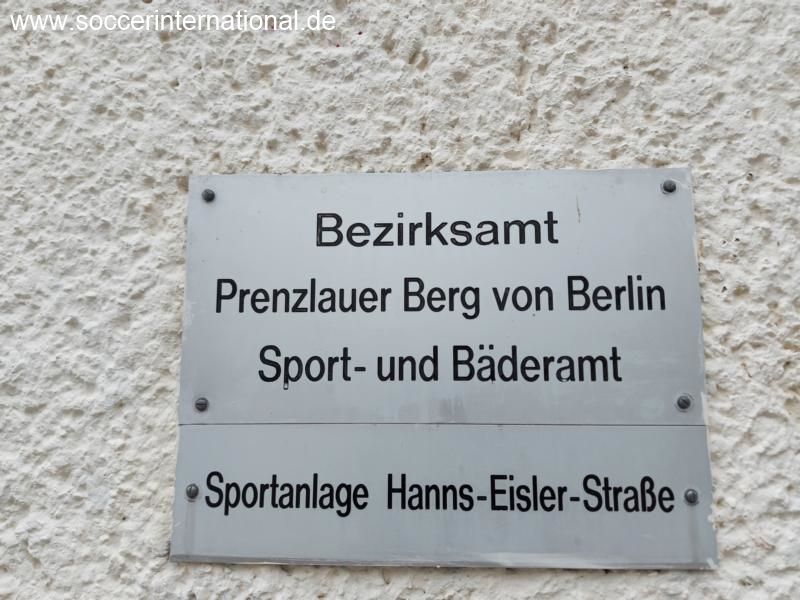 www.soccerinternational.de
Bezirksamt
Prenzlauer Berg von Berlin
Sport- und Bäderamt
Sportanlage Hanns-Eisler-Straße